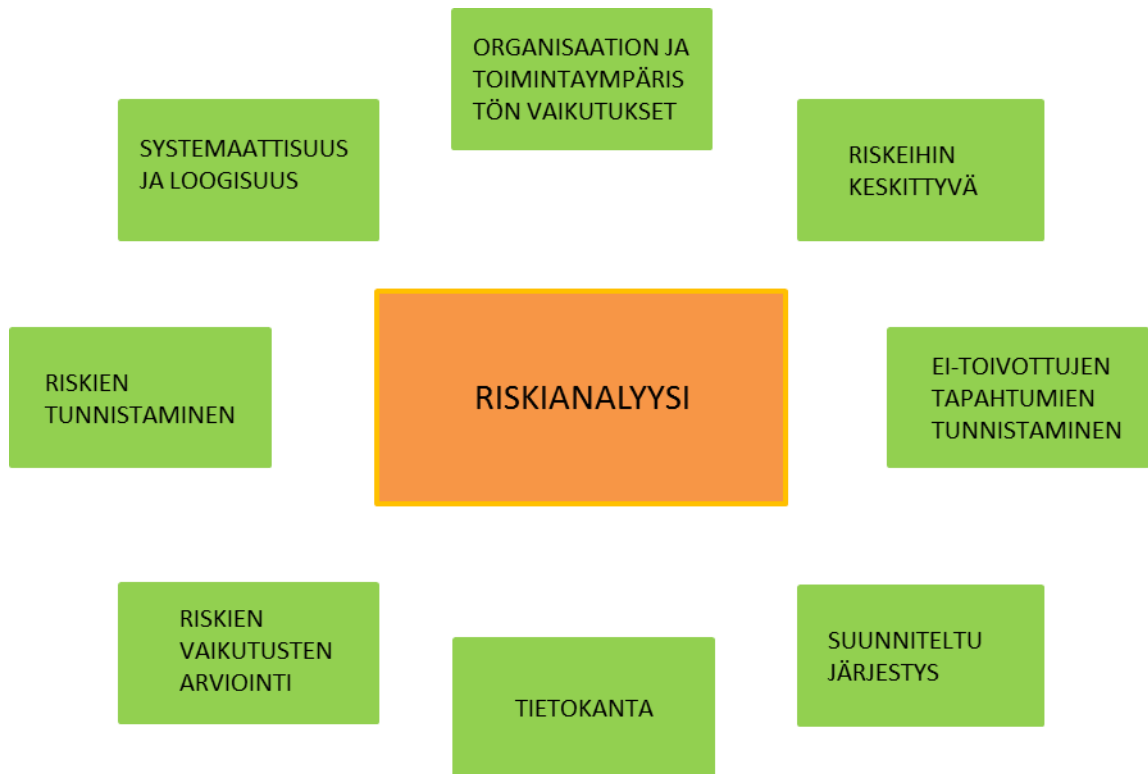 ORGANISAATION JA
TOIMINTAYMPÄRIS
TÖN VAIKUTUKSET
SYSTEMAATTISUUS
JA LOOGISUUS
RISKEIHIN
KESKITTYVÄ
RISKIEN
TUNNISTAMINEN
RISKIANALYYSI
EI-TOIVOTTUJEN
TAPAHTUMIEN
TUNNISTAMINEN
RISKIEN
VAIKUTUSTEN
ARVIOINTI
TIETOKANTA
SUUNNITELTU
JÄRJESTYS